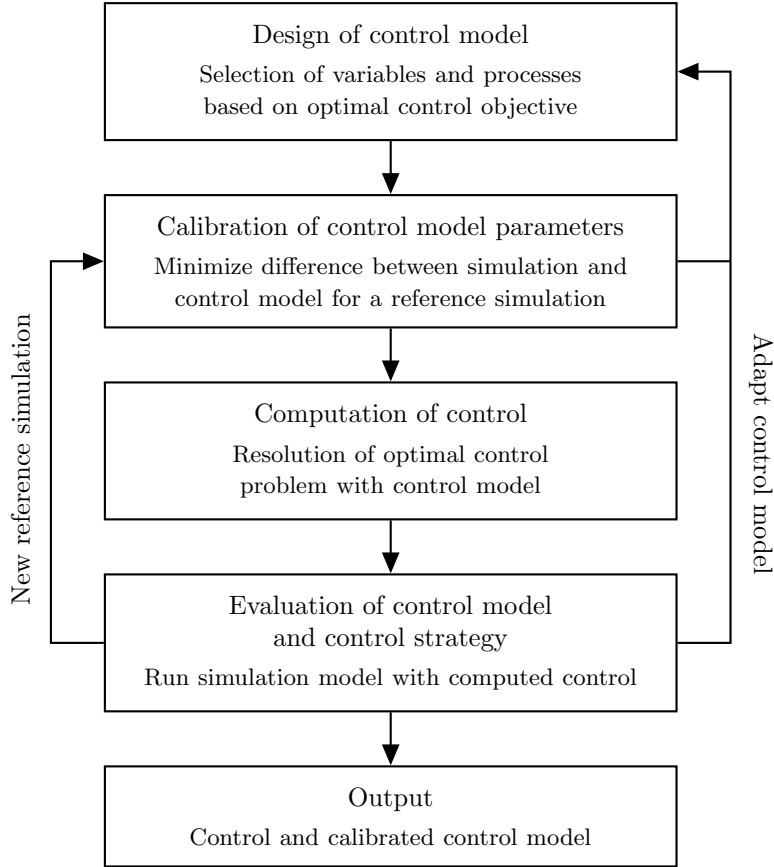 Design of control model
Selection of variables and processes
based on optimal control objective
Calibration of control model parameters
Minimize difference between simulation and
control model for a reference simulation
Computation of control
Resolution of optimal control
problem with control model
Evaluation of control model
and control strategy
Run simulation model with computed control
Output
Control and calibrated control model
New reference simulation
Adapt control model